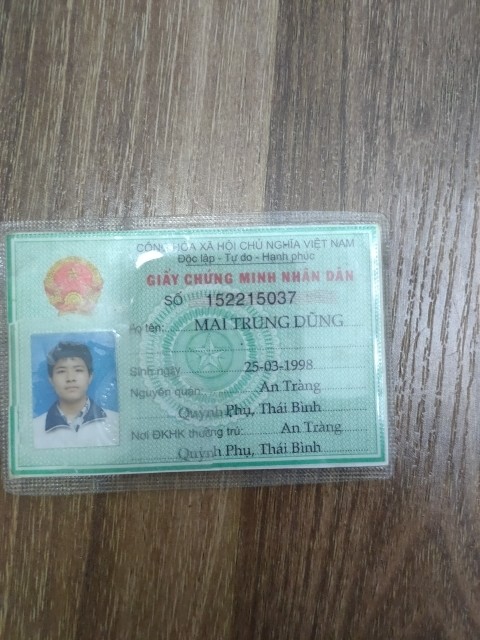 CỘNG HÒA XÃ HỘI CHỦ NGHĨA VIỆT NAM
Độc lập - Tự do - Hạnh phúc
GIẤY CHỨNG MINH NHÂN DÂN
SỐ 152215037
Họ tên: MAI TRUNG DŨNG
Sinh ngày 25-03-1998
Nguyên quán: An Tràng
Quỳnh Phụ, Thái Bình
Nơi ĐKHK thường trú: An Tràng
Quỳnh Phụ, Thái Bình